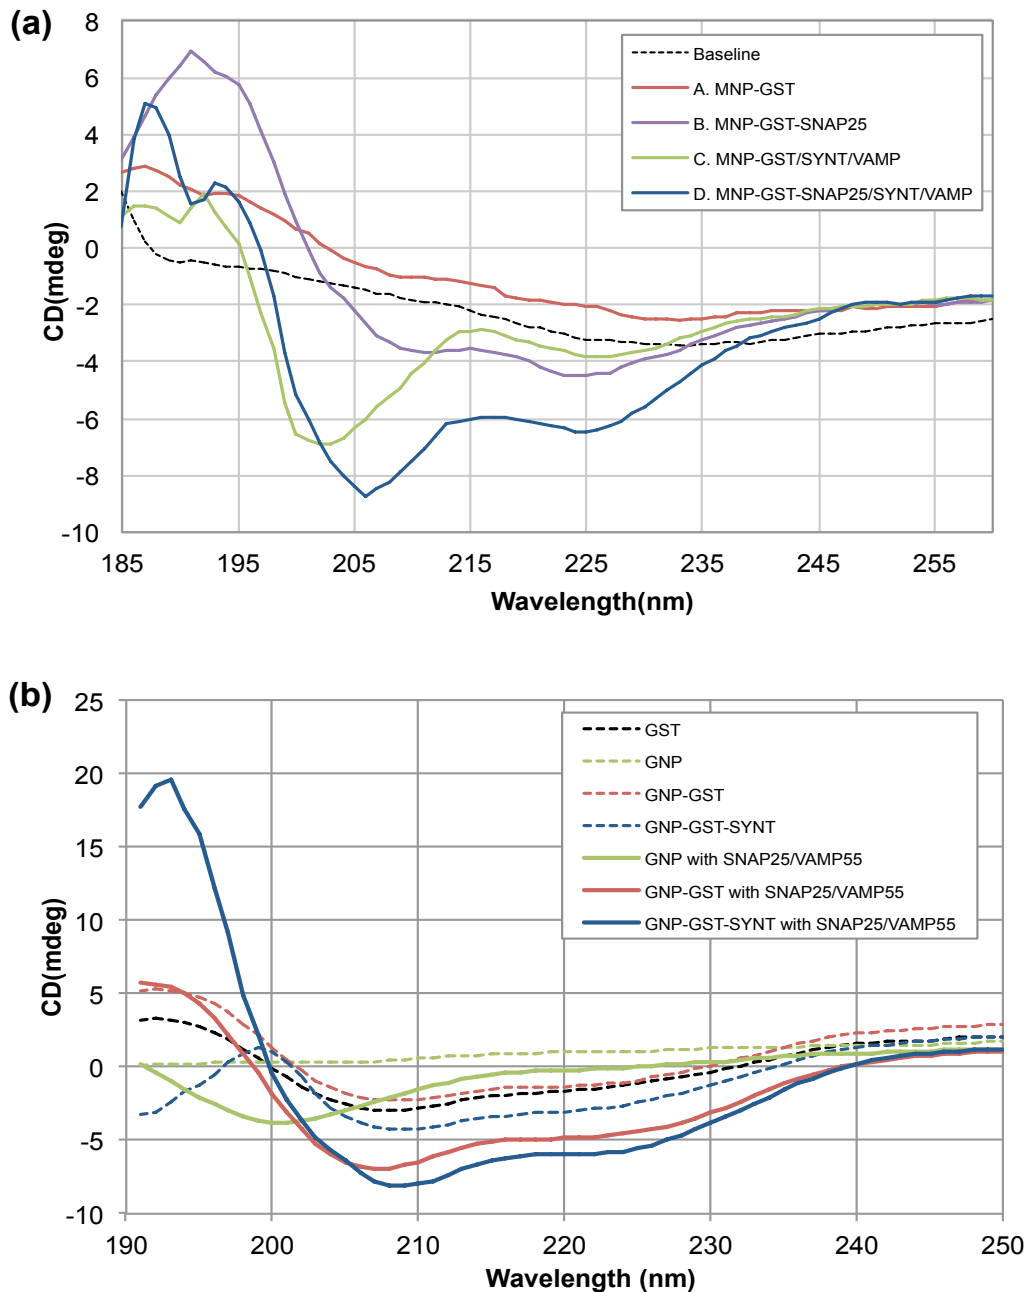 (a)
CD(mdeg)
8
6
4
2
0
-2
-4
-6
-8
-10
Baseline
A. MNP-GST
B. MNP-GST-SNAP25
C. MNP-GST/SYNT/VAMP
D. MNP-GST-SNAP25/SYNT/VAMP
185 195 205 215 225 235 245 255
Wavelength(nm)
(b)
CD(mdeg)
25
20
15
10
5
0
-5
-10
GST
GNP
GNP-GST
GNP-GST-SYNT
GNP with SNAP25/VAMP55
GNP-GST with SNAP25/VAMP55
GNP-GST-SYNT with SNAP25/VAMP55
190 200 210 220 230 240 250
Wavelength (nm)